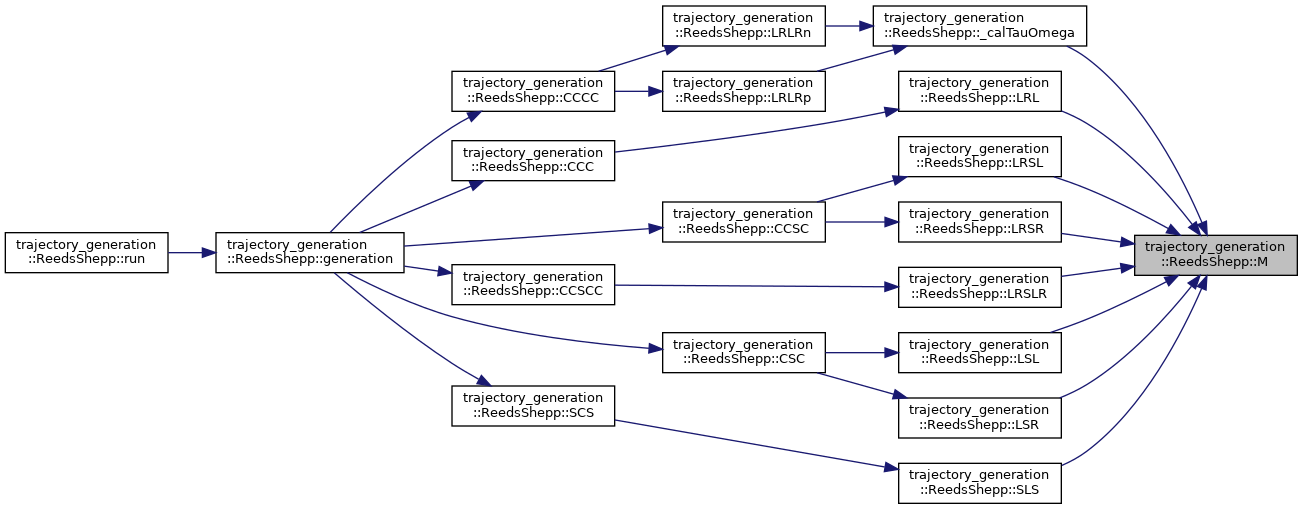 trajectory_generation
::ReedsShepp::run
trajectory_generation
::ReedsShepp::generation
trajectory_generation
::ReedsShepp::CCCC
trajectory_generation
::ReedsShepp::CCC
trajectory_generation
::ReedsShepp::CCSCC
trajectory_generation
::ReedsShepp::SCS
trajectory_generation
::ReedsShepp::LRLRn
trajectory_generation
::ReedsShepp::LRLRp
trajectory_generation
::ReedsShepp::CCSC
trajectory_generation
::ReedsShepp::CSC
trajectory_generation
::ReedsShepp::_calTauOmega
trajectory_generation
::ReedsShepp::LRL
trajectory_generation
::ReedsShepp::LRSL
trajectory_generation
::ReedsShepp::LRSR
trajectory_generation
::ReedsShepp::LRSLR
trajectory_generation
::ReedsShepp::LSL
trajectory_generation
::ReedsShepp::LSR
trajectory_generation
::ReedsShepp::SLS
trajectory_generation
::ReedsShepp::M